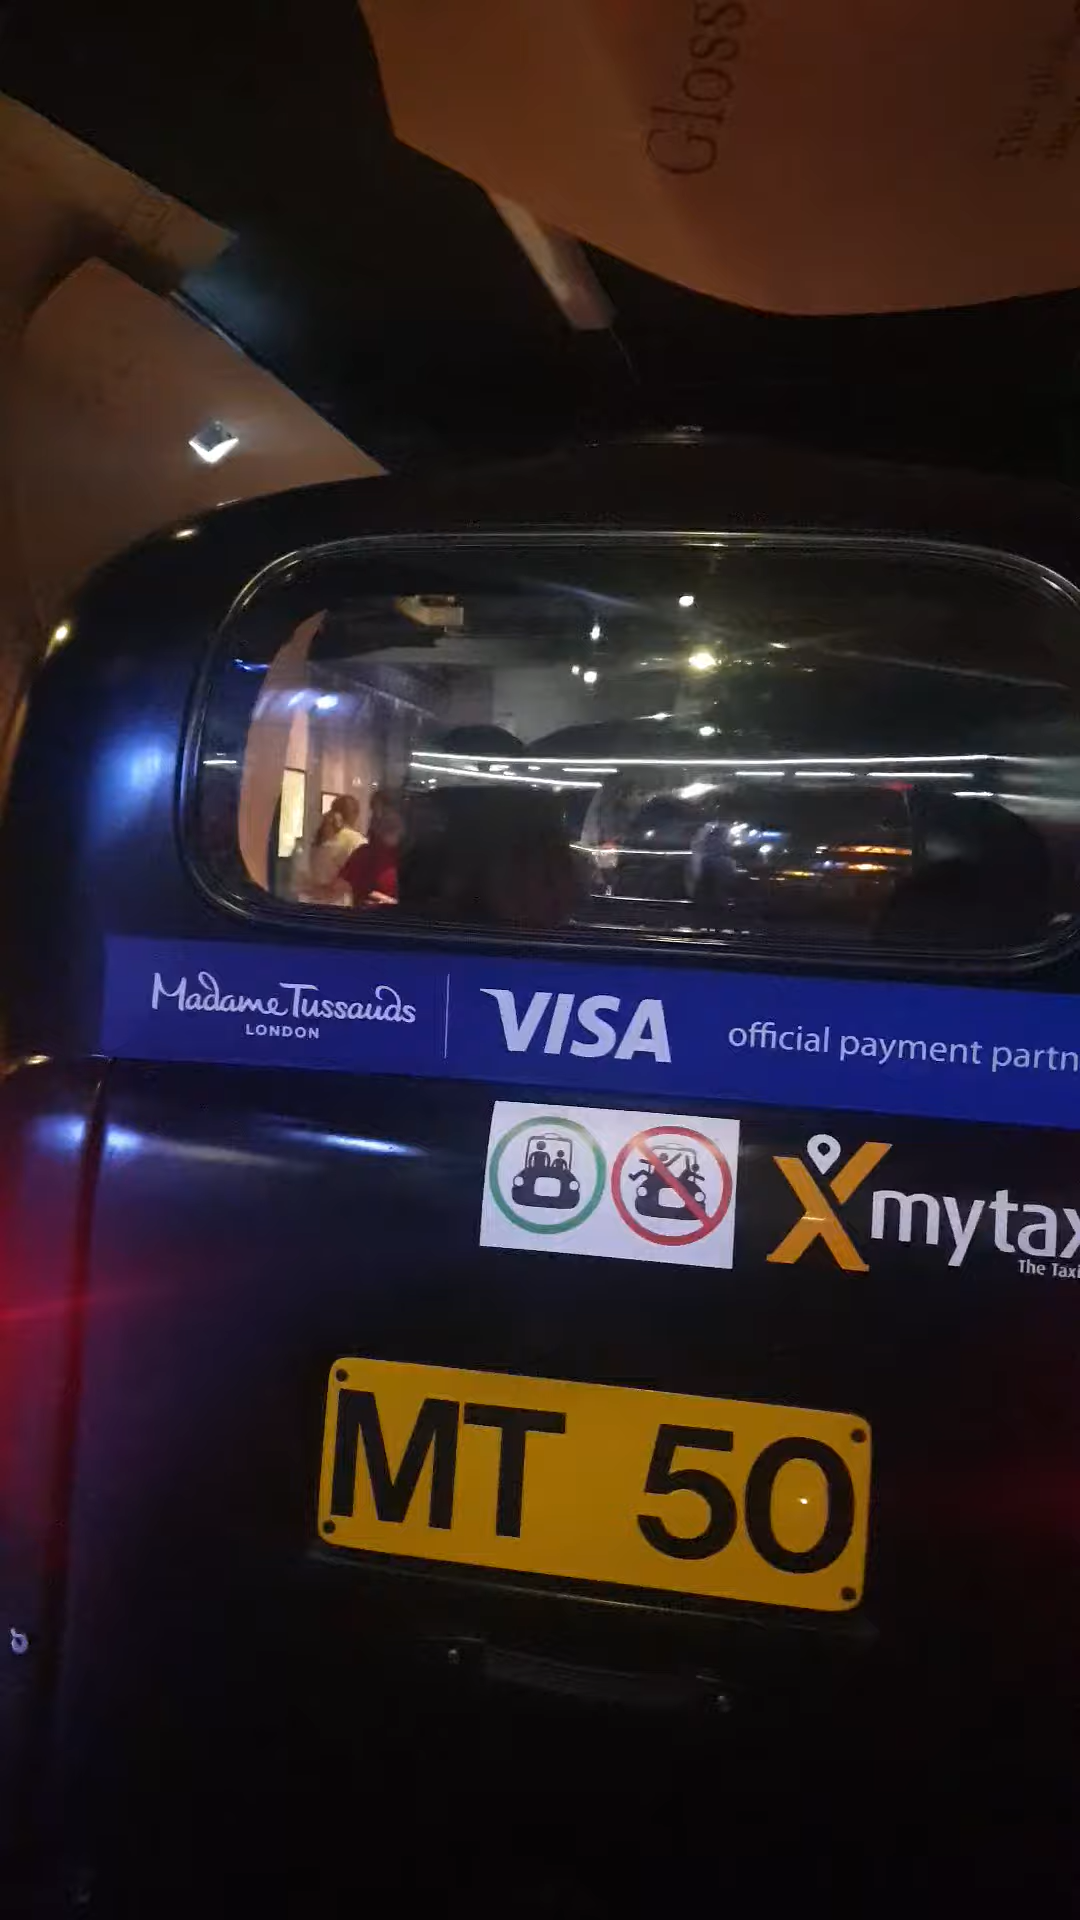 Gloss
Madame Tussauds
LONDON
VISA
official payment partn
mytax
The Taxi
MT 50